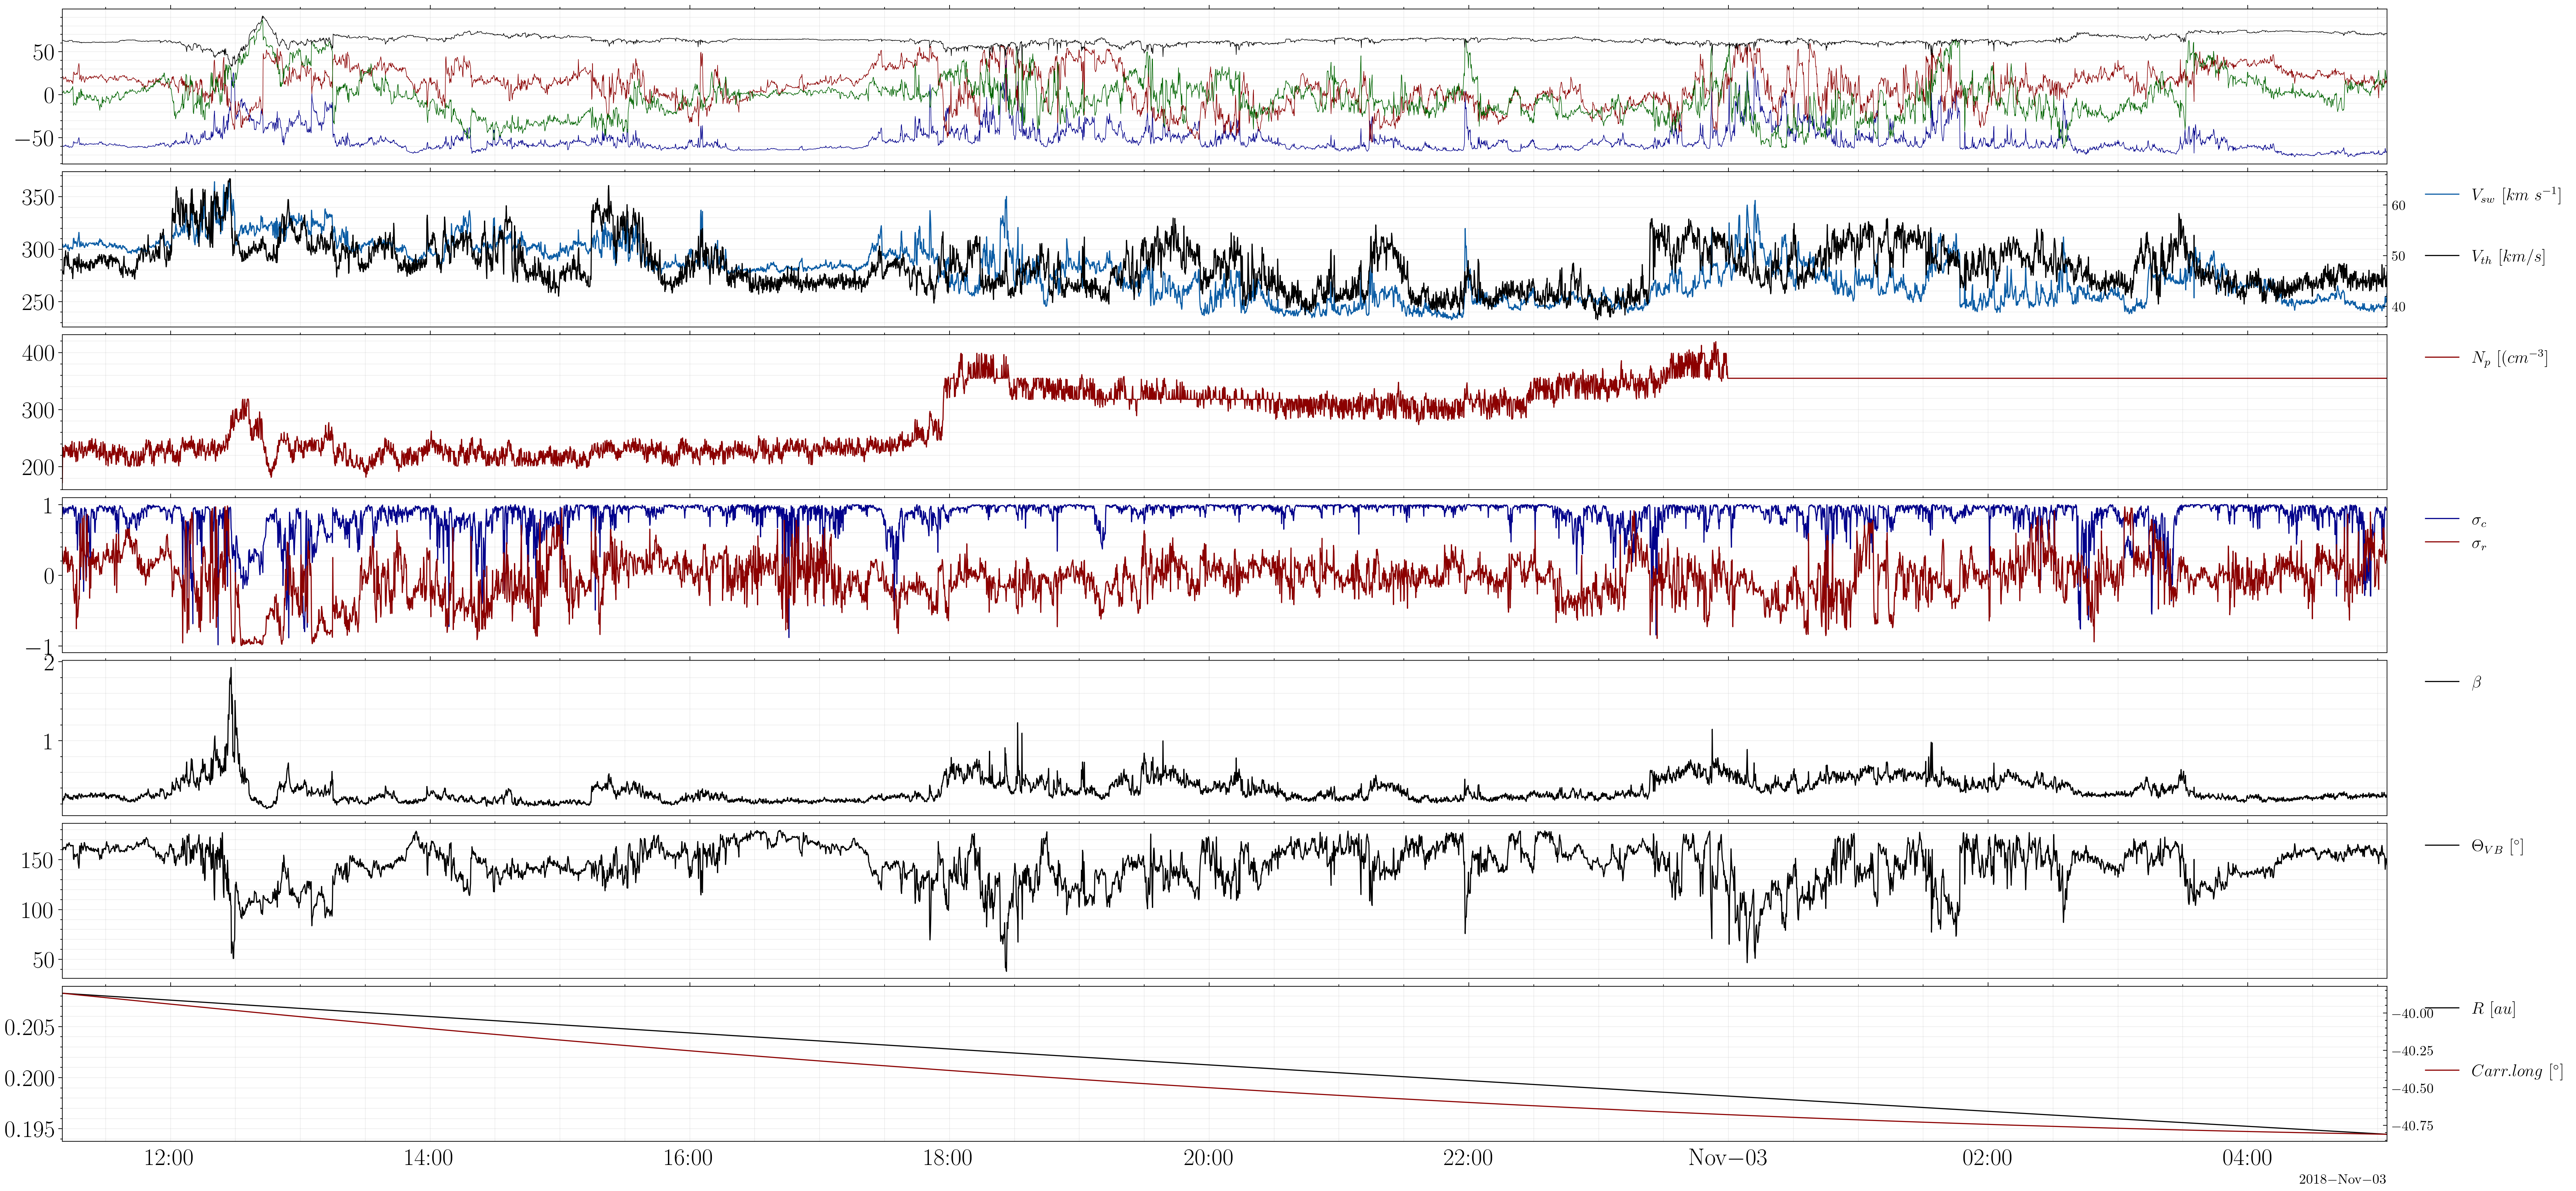 50
0
−50
350
300
250
60
50
40
V_sw [km s⁻¹]
V_th [km/s]
400
300
200
N_p [(cm⁻³]
1
0
−1
σ_c
σ_r
2
1
β
150
100
50
Θ_VB [°]
0.205
0.200
0.195
−40.00
−40.25
−40.50
−40.75
R [au]
Carr.long [°]
12:00 14:00 16:00 18:00 20:00 22:00 Nov−03 02:00 04:00
2018−Nov−03